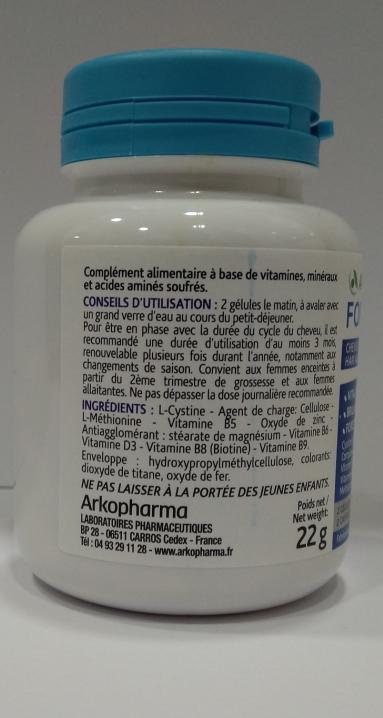 Complément alimentaire à base de vitamines, minéraux
et acides aminés soufrés.
CONSEILS D'UTILISATION : 2 gélules le matin, à avaler avec
un grand verre d'eau au cours du petit-déjeuner.
Pour être en phase avec la durée du cycle du cheveu, il est
recommandé une durée d'utilisation d'au moins 3 mois,
renouvelable plusieurs fois durant l'année, notamment aux
changements de saison. Convient aux femmes enceintes à
partir du 2ème trimestre de grossesse et aux femmes
allaitantes. Ne pas dépasser la dose journalière recommandée.
INGRÉDIENTS : L-Cystine - Agent de charge: Cellulose -
L-Méthionine - Vitamine B5 - Oxyde de zinc -
Antiagglomérant : stéarate de magnésium - Vitamine B6 -
Vitamine D3 - Vitamine B8 (Biotine) - Vitamine B9.
Enveloppe : hydroxypropylméthylcellulose, colorants:
dioxyde de titane, oxyde de fer.
NE PAS LAISSER À LA PORTÉE DES JEUNES ENFANTS.
Arkopharma
LABORATOIRES PHARMACEUTIQUES
BP 28 - 06511 CARROS Cedex - France
Tél : 04 93 29 11 28 - www.arkopharma.fr
Poids net /
Net weight:
22 g
FO